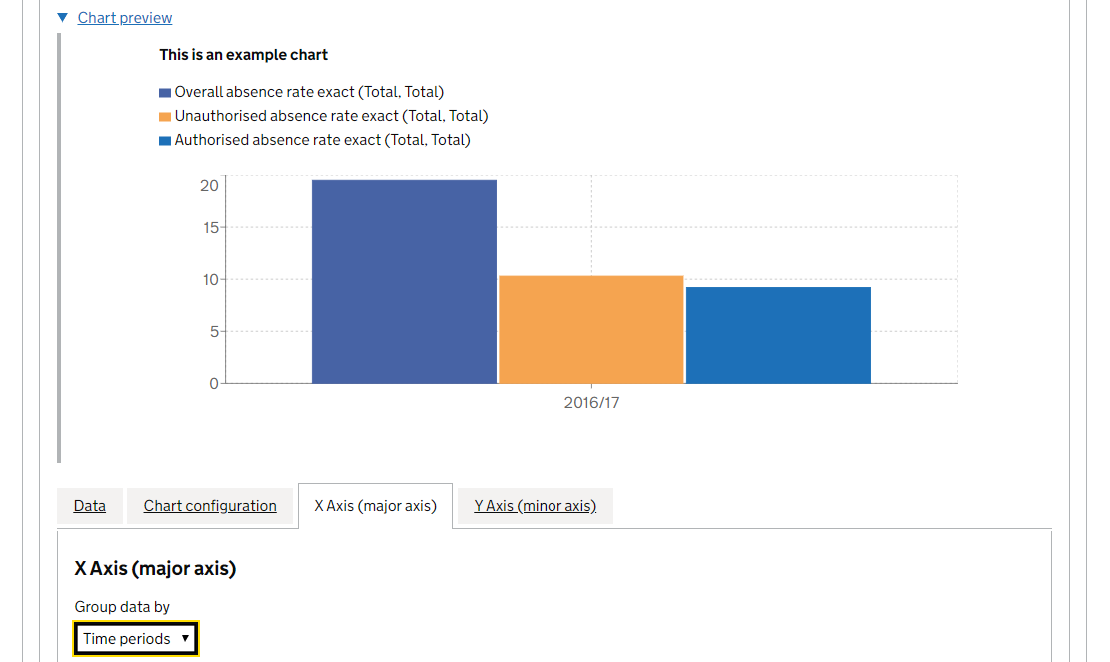 Chart preview
This is an example chart
Overall absence rate exact (Total, Total)
Unauthorised absence rate exact (Total, Total)
Authorised absence rate exact (Total, Total)
20
15
10
5
0
2016/17
Data Chart configuration X Axis (major axis) Y Axis (minor axis)
X Axis (major axis)
Group data by
Time periods